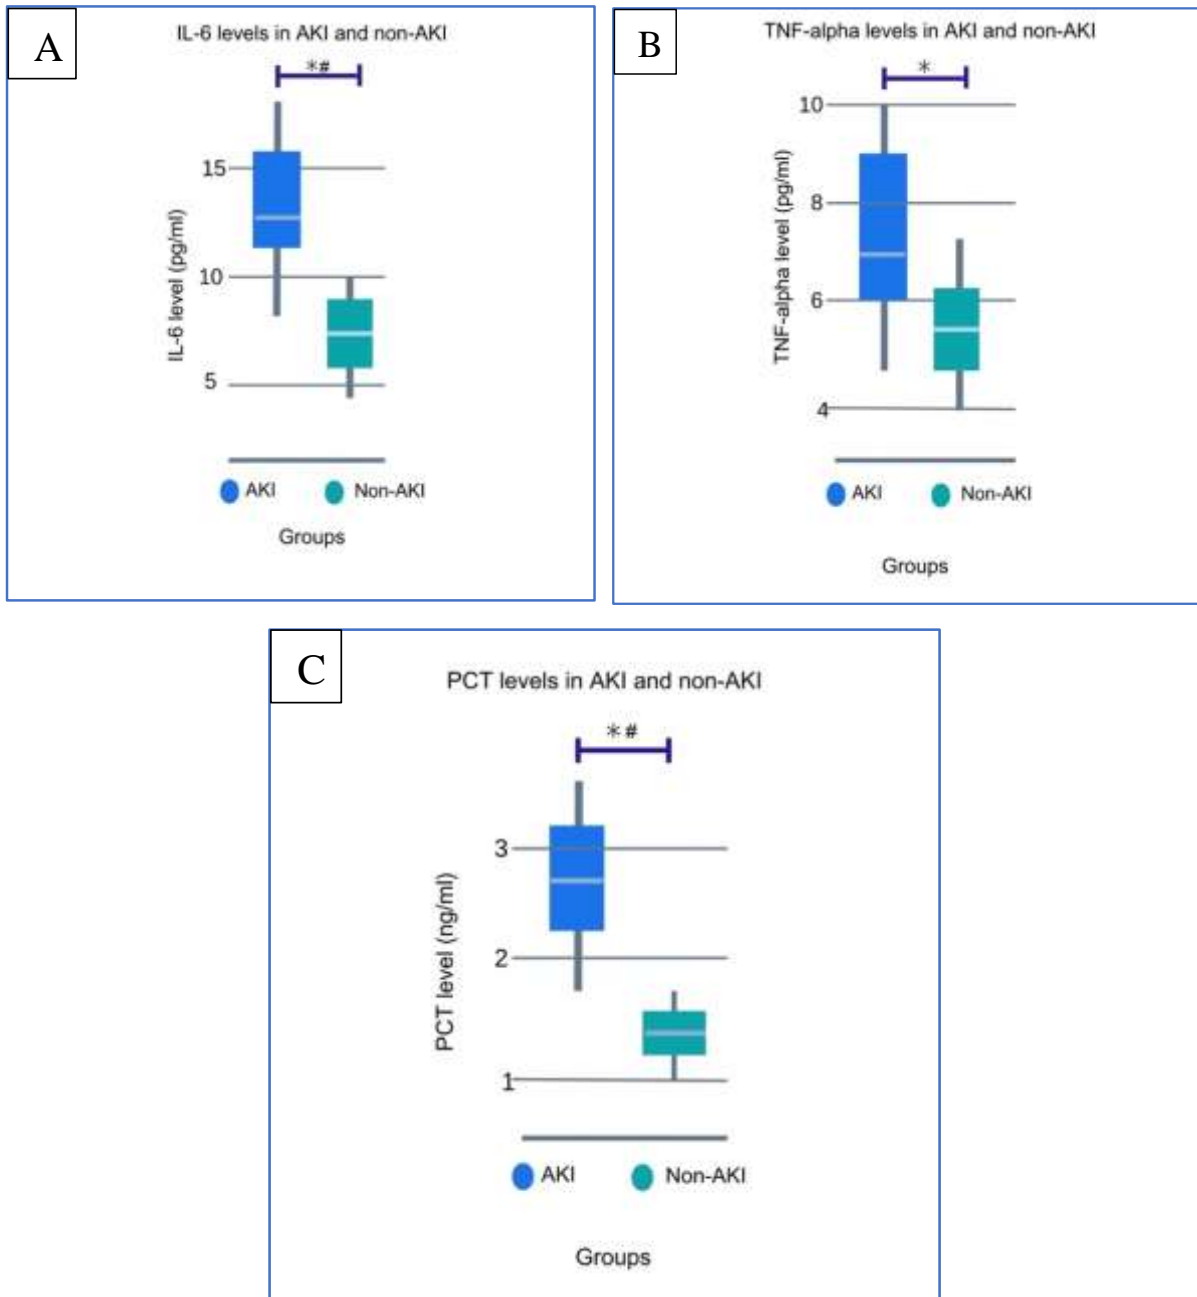 A
IL-6 levels in AKI and non-AKI
*#
15
10
5
IL-6 level (pg/ml)
AKI
Non-AKI
Groups
B
TNF-alpha levels in AKI and non-AKI
*
10
8
6
4
TNF-alpha level (pg/ml)
AKI
Non-AKI
Groups
C
PCT levels in AKI and non-AKI
* #
3
2
1
PCT level (ng/ml)
AKI
Non-AKI
Groups